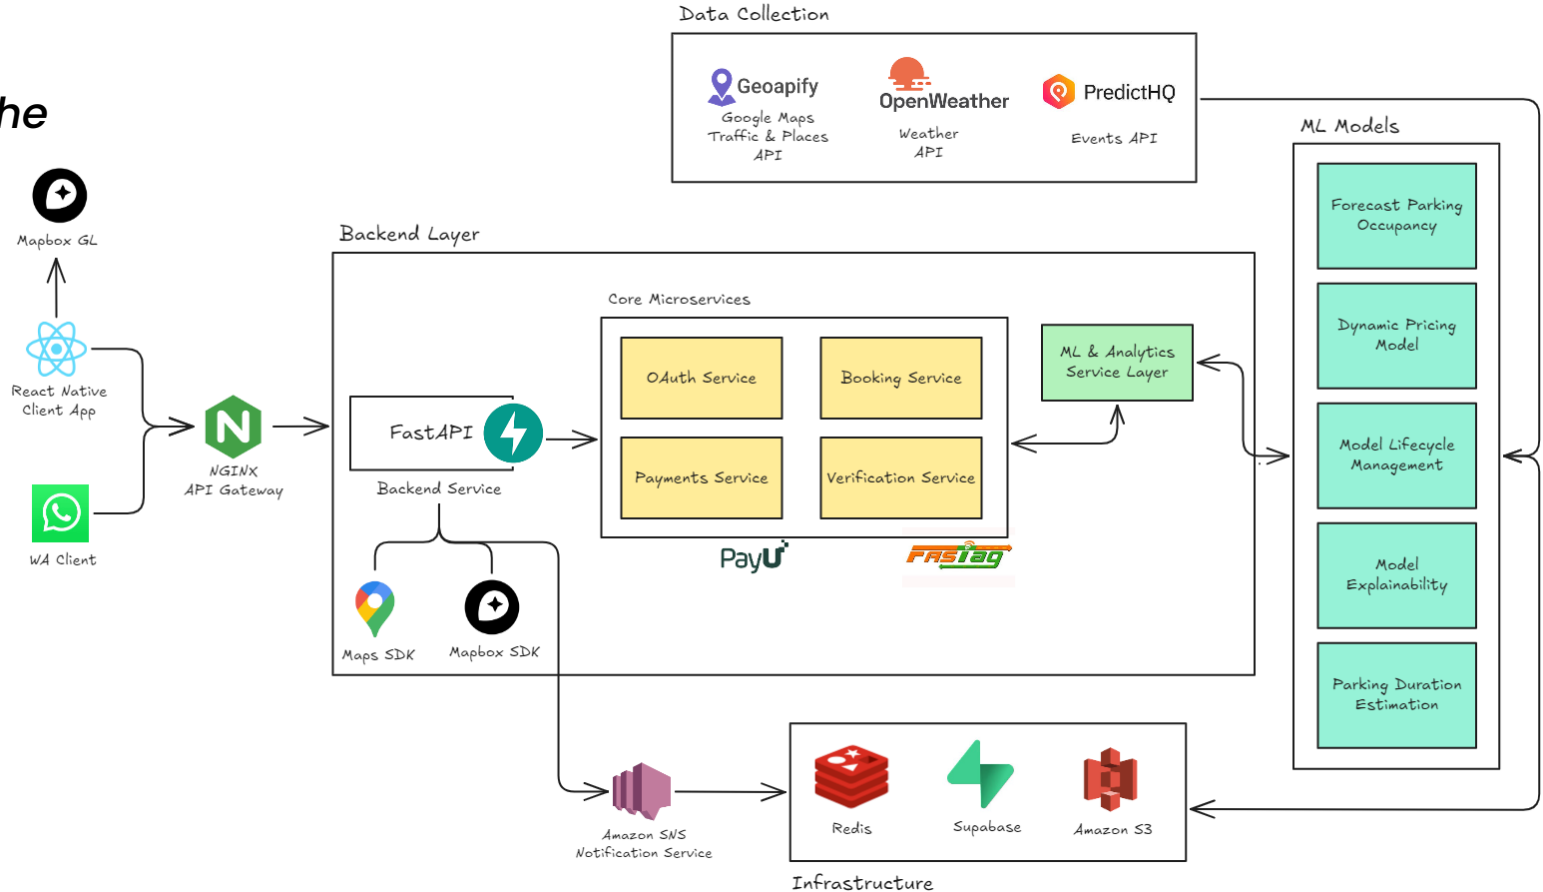 he
Data Collection
Geoapify
Google Maps
Traffic & Places
API
OpenWeather
Weather
API
PredictHQ
Events API
ML Models
Forecast Parking
Occupancy
Dynamic Pricing
Model
Model Lifecycle
Management
Model
Explainability
Parking Duration
Estimation
Mapbox GL
React Native
Client App
WA Client
N
NGINX
API Gateway
Backend Layer
FastAPI
Backend Service
Maps SDK
Mapbox SDK
Core Microservices
OAuth Service
Booking Service
Payments Service
Verification Service
PayU
FASTag
ML & Analytics
Service Layer
Amazon SNS
Notification Service
Redis
Supabase
Amazon S3
Infrastructure